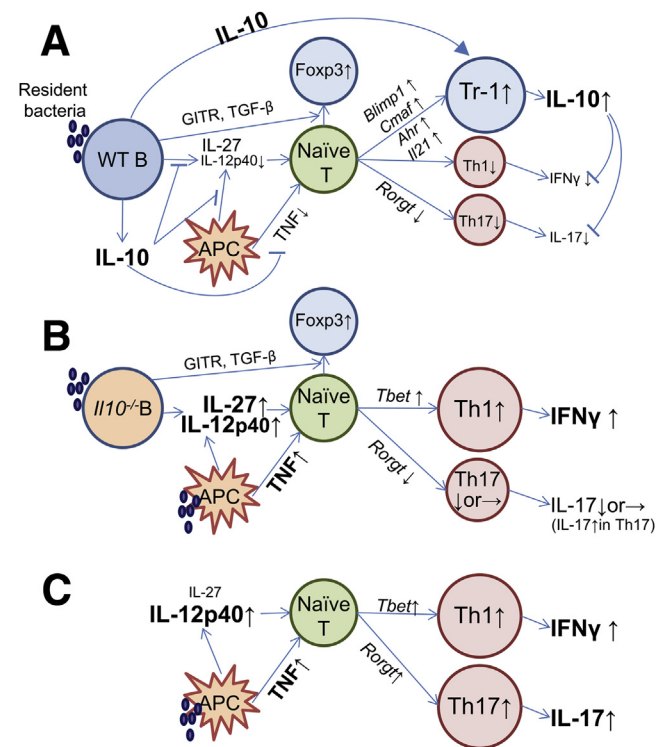 A
IL-10
Resident
bacteria
Foxp3↑
Tr-1↑
IL-10↑
GITR, TGF-β
Blimp1↑
Cmaf↑
Ahr↑
Il21↑
WT B
IL-27
IL-12p40↓
Naïve
T
Th1↓
IFNγ↓
Rorgt ↓
Th17↓
IL-17↓
TNF↓
APC
IL-10
B
Foxp3↑
GITR, TGF-β
Il10-/-B
IL-27↑
IL-12p40↑
Naïve
T
Tbet↑
Th1↑
IFNγ ↑
Rorgt ↓
TNF↑
APC
Th17
↓or→
IL-17↓or→
(IL-17↑in Th17)
C
IL-27
IL-12p40↑
Naïve
T
Tbet↑
Th1↑
IFNγ ↑
Rorgt↑
TNF↑
APC
Th17↑
IL-17↑